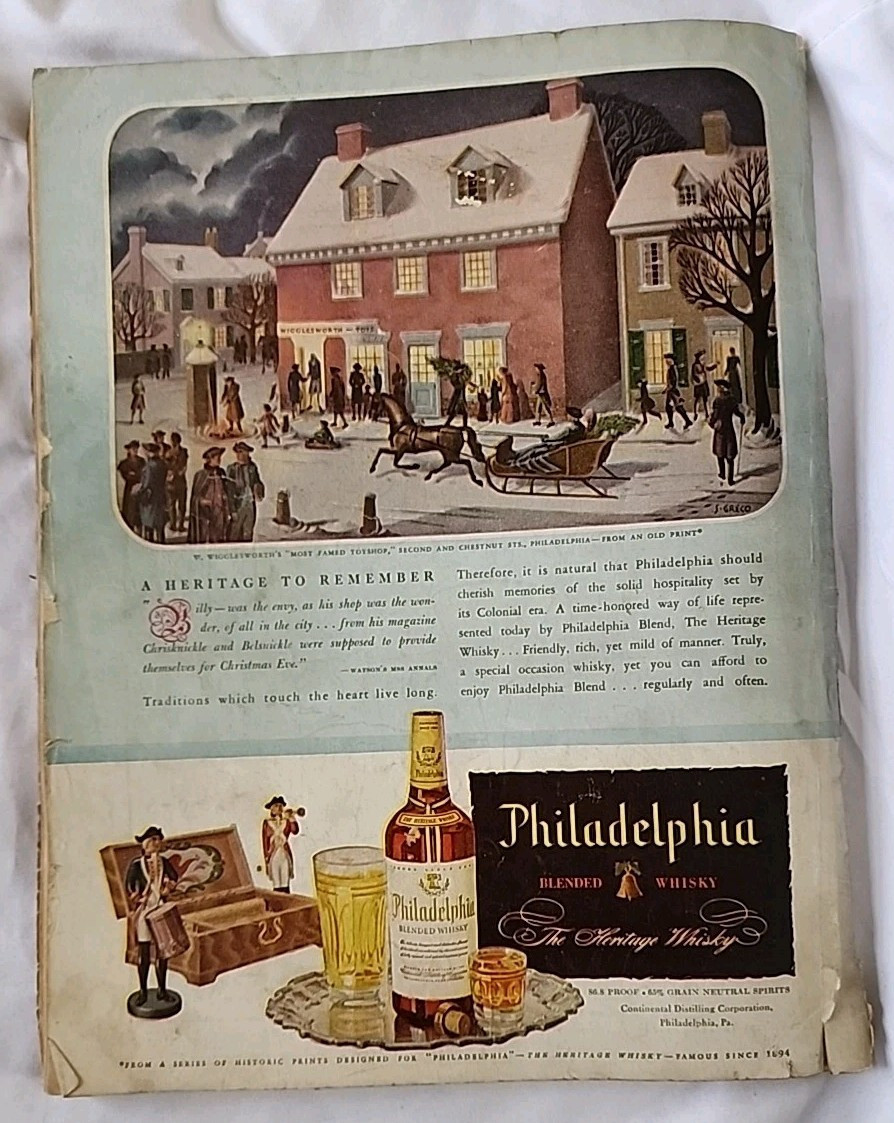 WIGGLESWORTH — TOYS
S. GRECO
W. WIGGLESWORTH'S "MOST FAMED TOYSHOP," SECOND AND CHESTNUT STS., PHILADELPHIA—FROM AN OLD PRINT*
A HERITAGE TO REMEMBER
"Billy—was the envy, as his shop was the won-
der, of all in the city . . . from his magazine
Chrisknickle and Belsnickle were supposed to provide
themselves for Christmas Eve."
—WATSON'S MSS ANNALS
Traditions which touch the heart live long.
Therefore, it is natural that Philadelphia should
cherish memories of the solid hospitality set by
its Colonial era. A time-honored way of life repre-
sented today by Philadelphia Blend, The Heritage
Whisky . . . Friendly, rich, yet mild of manner. Truly,
a special occasion whisky, yet you can afford to
enjoy Philadelphia Blend . . . regularly and often.
Philadelphia
THE HERITAGE WHISKY
Philadelphia
BLENDED WHISKY
Philadelphia
BLENDED WHISKY
The Heritage Whisky
86.8 PROOF • 65% GRAIN NEUTRAL SPIRITS
Continental Distilling Corporation,
Philadelphia, Pa.
*FROM A SERIES OF HISTORIC PRINTS DESIGNED FOR "PHILADELPHIA"—THE HERITAGE WHISKY—FAMOUS SINCE 1894